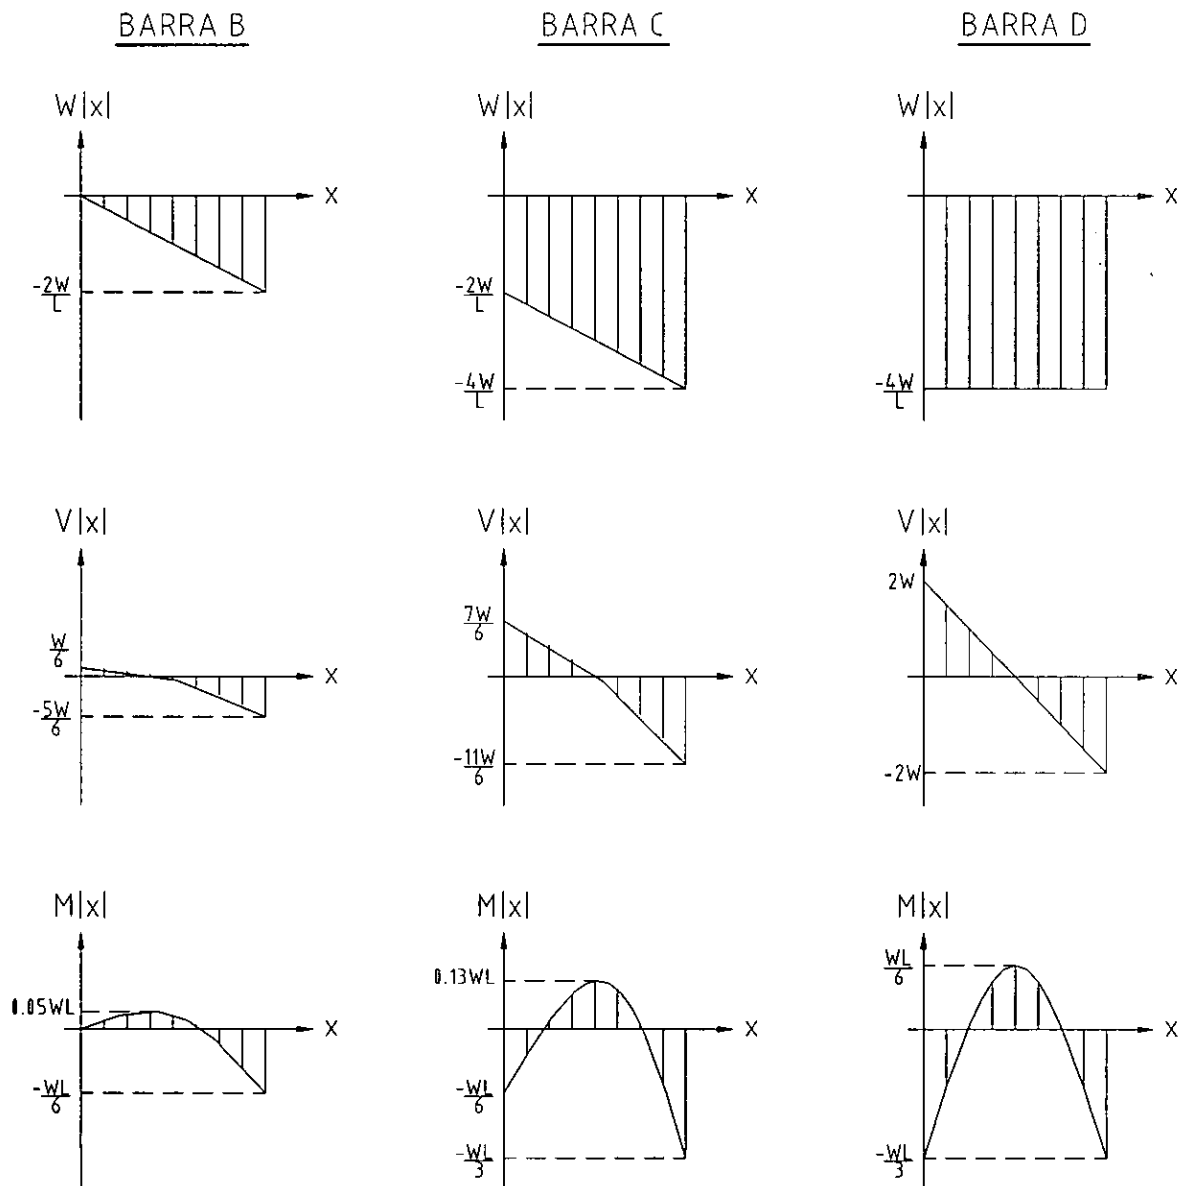 BARRA B
BARRA C
BARRA D
W|x|
W|x|
W|x|
X
X
X
-2W
L
-2W
L
-4W
L
-4W
L
V|x|
V|x|
V|x|
W
6
X
-5W
6
7W
6
X
-11W
6
2W
X
-2W
M|x|
M|x|
M|x|
0.05WL
X
-WL
6
0.13WL
X
-WL
6
-WL
3
WL
6
X
-WL
3